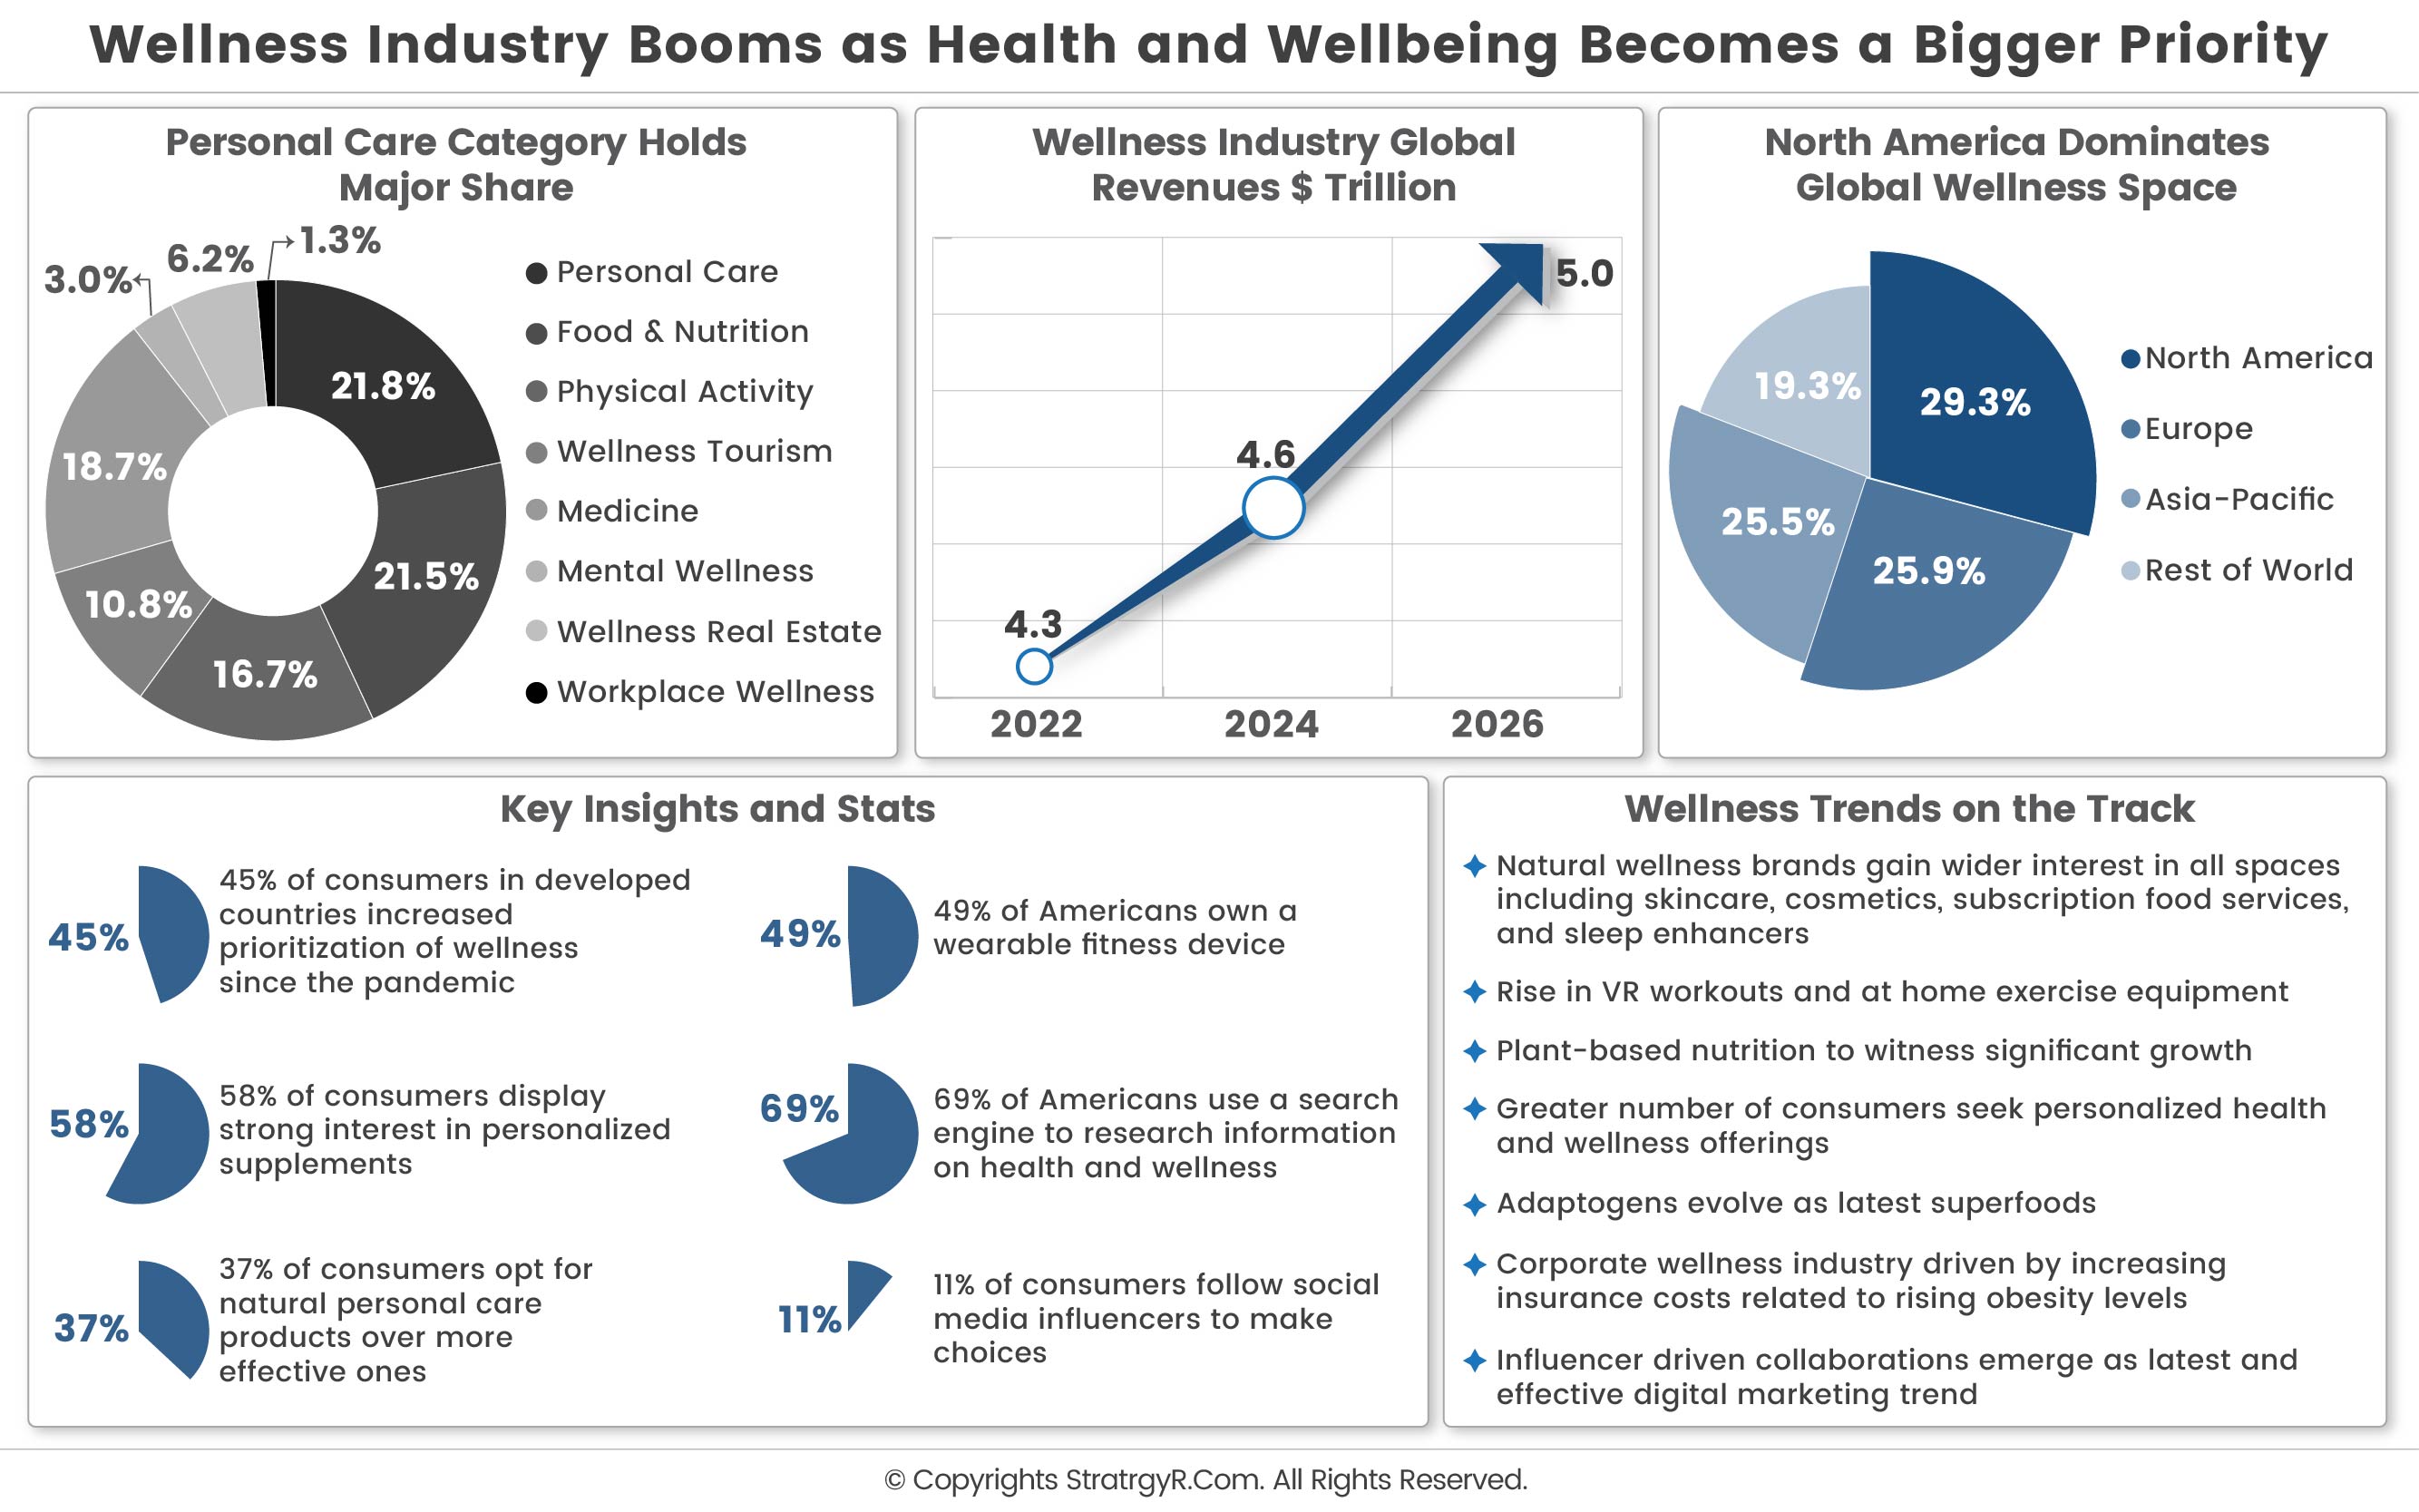 Wellness Industry Booms as Health and Wellbeing Becomes a Bigger Priority
Personal Care Category Holds
Major Share
1.3%
6.2%
3.0%
21.8%
18.7%
21.5%
10.8%
16.7%
Personal Care
Food & Nutrition
Physical Activity
Wellness Tourism
Medicine
Mental Wellness
Wellness Real Estate
Workplace Wellness
Wellness Industry Global
Revenues $ Trillion
5.0
4.6
4.3
2022
2024
2026
North America Dominates
Global Wellness Space
19.3%
29.3%
25.5%
25.9%
North America
Europe
Asia-Pacific
Rest of World
Key Insights and Stats
45%
45% of consumers in developed
countries increased
prioritization of wellness
since the pandemic
49%
49% of Americans own a
wearable fitness device
58%
58% of consumers display
strong interest in personalized
supplements
69%
69% of Americans use a search
engine to research information
on health and wellness
37%
37% of consumers opt for
natural personal care
products over more
effective ones
11%
11% of consumers follow social
media influencers to make
choices
Wellness Trends on the Track
Natural wellness brands gain wider interest in all spaces
including skincare, cosmetics, subscription food services,
and sleep enhancers
Rise in VR workouts and at home exercise equipment
Plant-based nutrition to witness significant growth
Greater number of consumers seek personalized health
and wellness offerings
Adaptogens evolve as latest superfoods
Corporate wellness industry driven by increasing
insurance costs related to rising obesity levels
Influencer driven collaborations emerge as latest and
effective digital marketing trend
© Copyrights StratrgyR.Com. All Rights Reserved.